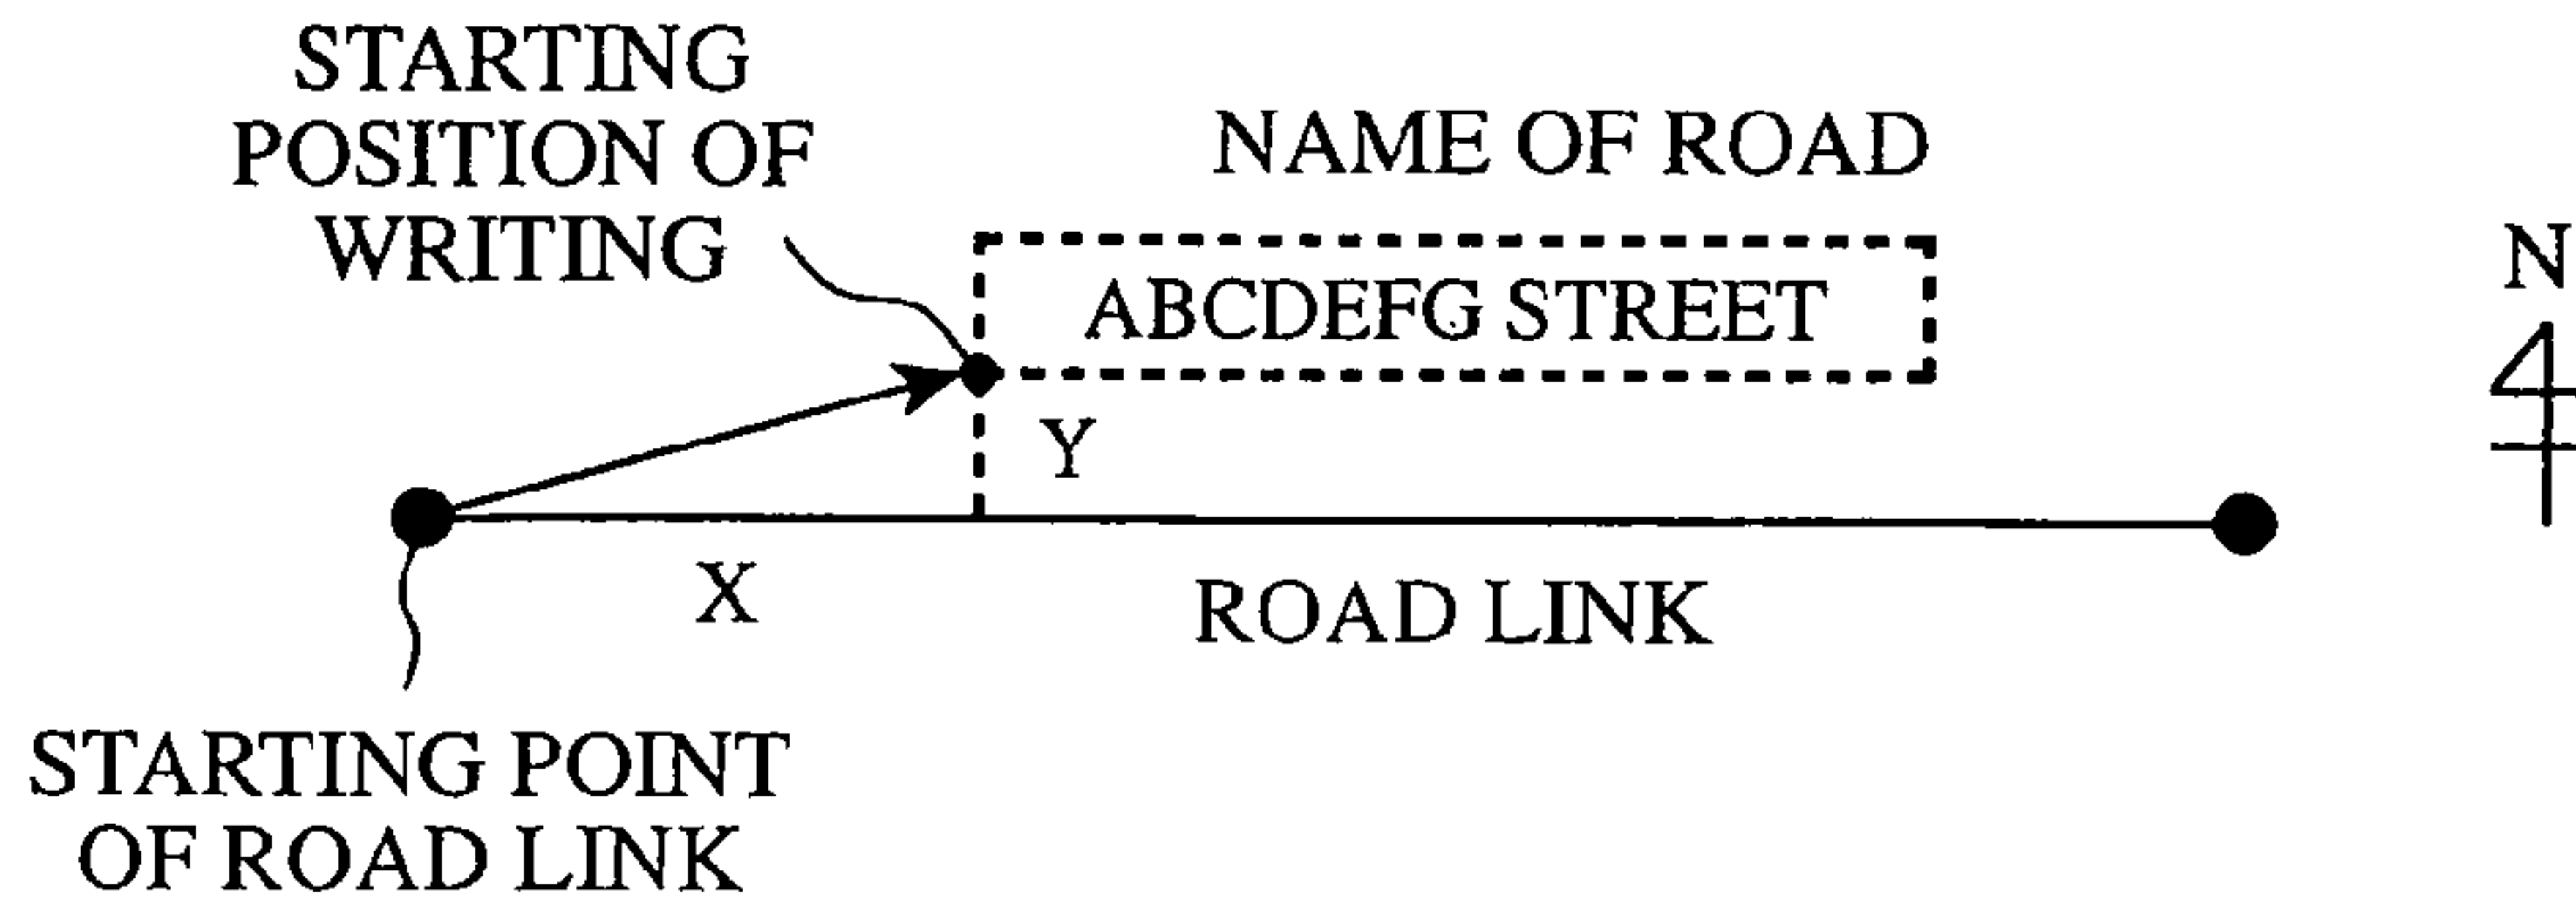 STARTING
POSITION OF
WRITING
NAME OF ROAD
ABCDEFG STREET
N
Y
X
ROAD LINK
STARTING POINT
OF ROAD LINK